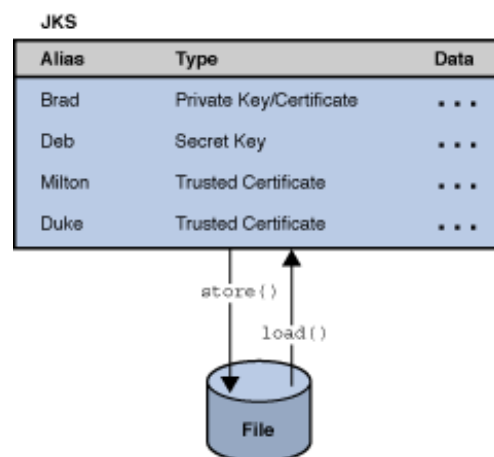 JKS
Alias Type Data
Brad Private Key/Certificate ...
Deb Secret Key ...
Milton Trusted Certificate ...
Duke Trusted Certificate ...
store()
load()
File